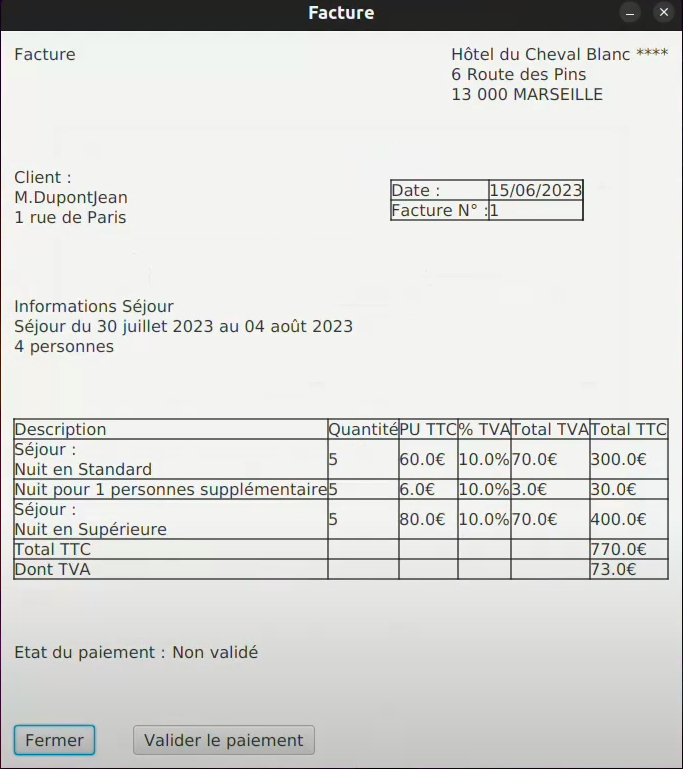 Facture
Facture
Hôtel du Cheval Blanc ****
6 Route des Pins
13 000 MARSEILLE
Client :
M.DupontJean
1 rue de Paris
Date : 15/06/2023
Facture N° : 1
Informations Séjour
Séjour du 30 juillet 2023 au 04 août 2023
4 personnes
Description Quantité PU TTC % TVA Total TVA Total TTC
Séjour :
Nuit en Standard 5 60.0€ 10.0% 70.0€ 300.0€
Nuit pour 1 personnes supplémentaire 5 6.0€ 10.0% 3.0€ 30.0€
Séjour :
Nuit en Supérieure 5 80.0€ 10.0% 70.0€ 400.0€
Total TTC 770.0€
Dont TVA 73.0€
Etat du paiement : Non validé
Fermer Valider le paiement